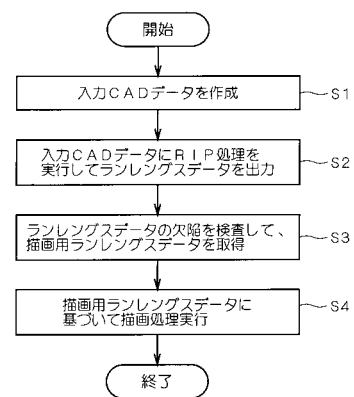 開始
入力CADデータを作成
S1
入力CADデータにRIP処理を
実行してランレングスデータを出力
S2
ランレングスデータの欠陥を検査して、
描画用ランレングスデータを取得
S3
描画用ランレングスデータに
基づいて描画処理実行
S4
終了